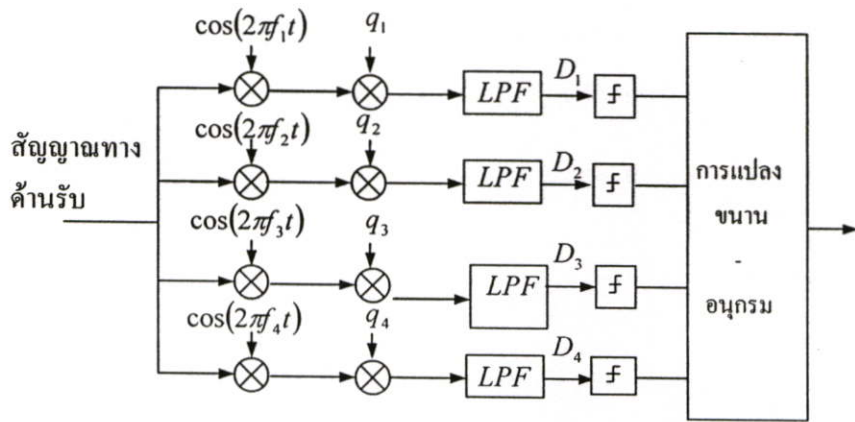 cos(2πf₁t) q₁
LPF D₁
cos(2πf₂t) q₂
LPF D₂
สัญญาณทาง
ด้านรับ
cos(2πf₃t) q₃
LPF D₃
cos(2πf₄t) q₄
LPF D₄
การแปลง
ขนาน
-
อนุกรม